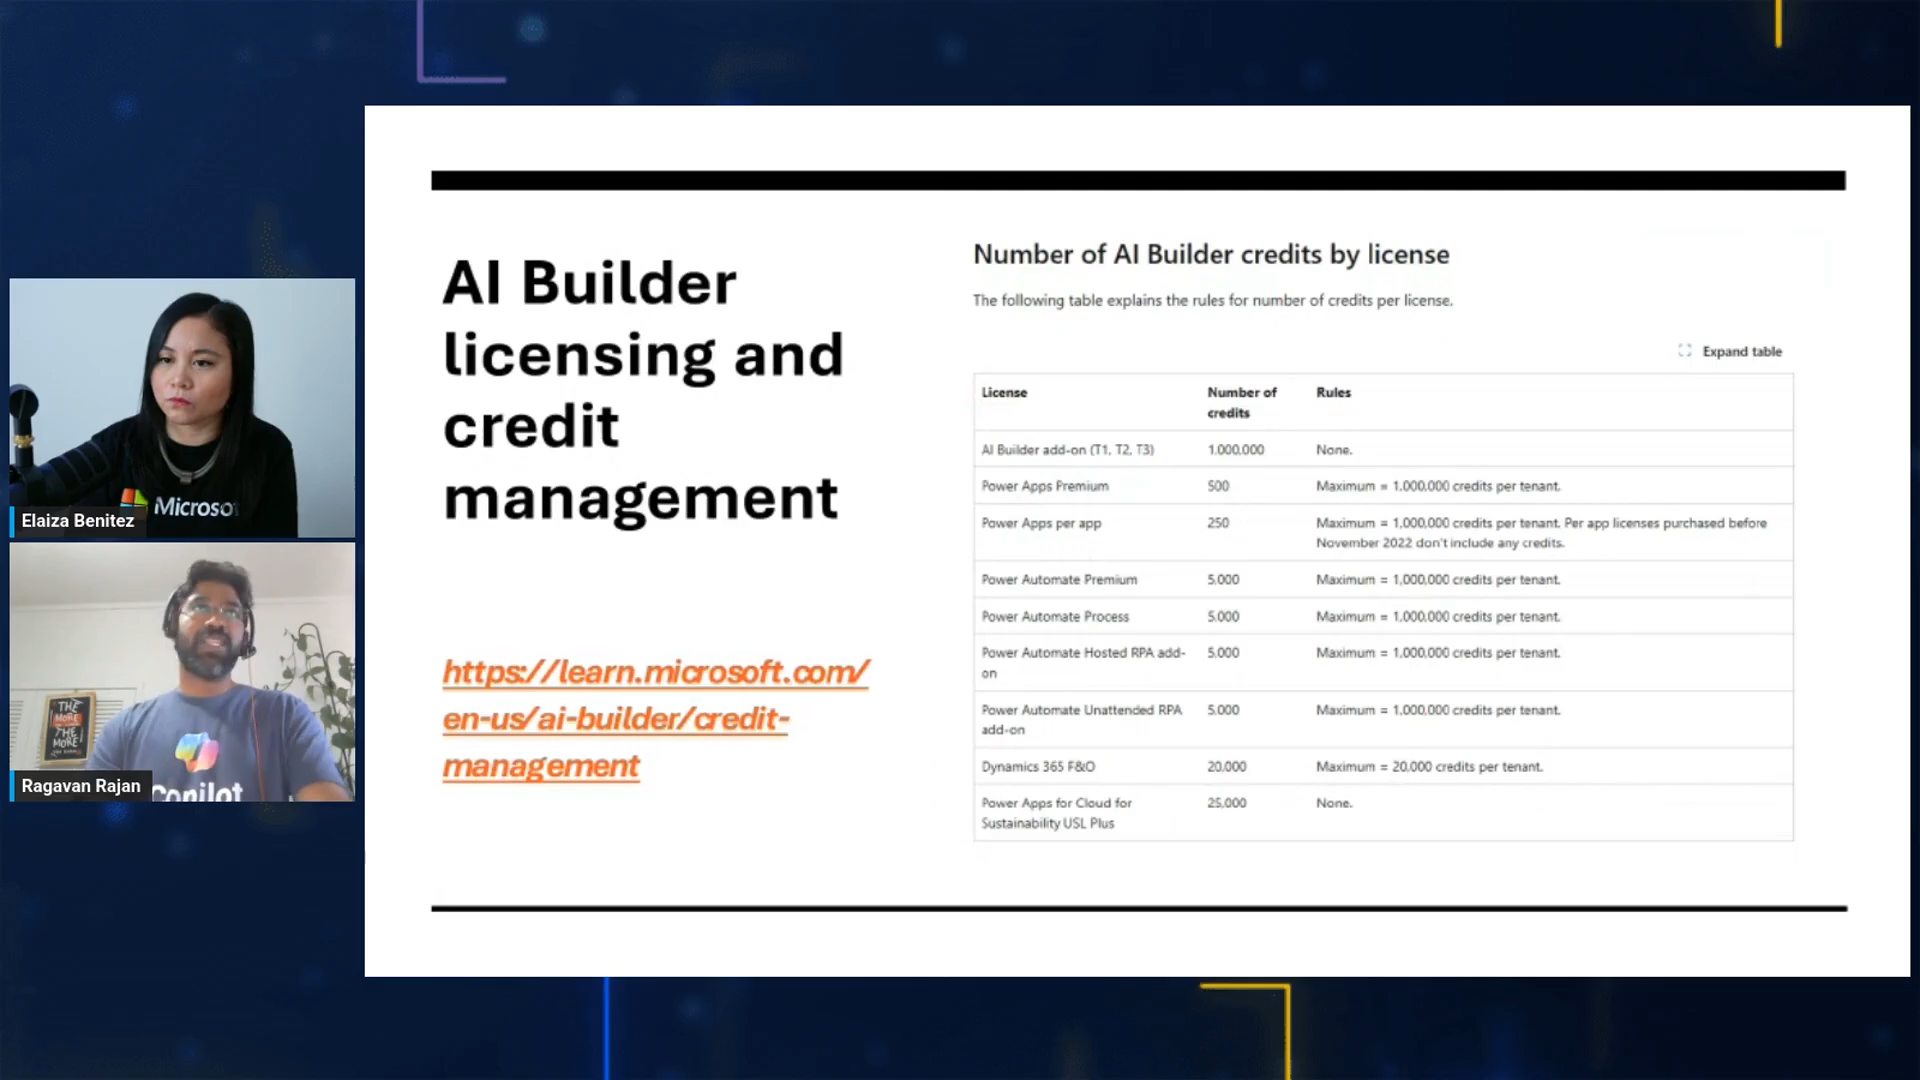 AI Builder
licensing and
credit
management
https://learn.microsoft.com/
en-us/ai-builder/credit-
management
Number of AI Builder credits by license
The following table explains the rules for number of credits per license.
Expand table
License
Number of
credits
Rules
AI Builder add-on (T1, T2, T3)
1,000,000
None.
Power Apps Premium
500
Maximum = 1,000,000 credits per tenant.
Power Apps per app
250
Maximum = 1,000,000 credits per tenant. Per app licenses purchased before
November 2022 don't include any credits.
Power Automate Premium
5,000
Maximum = 1,000,000 credits per tenant.
Power Automate Process
5,000
Maximum = 1,000,000 credits per tenant.
Power Automate Hosted RPA add-
on
5,000
Maximum = 1,000,000 credits per tenant.
Power Automate Unattended RPA
add-on
5,000
Maximum = 1,000,000 credits per tenant.
Dynamics 365 F&O
20,000
Maximum = 20,000 credits per tenant.
Power Apps for Cloud for
Sustainability USL Plus
25,000
None.
Microsof
Elaiza Benitez
THE
MORE
THE
MORE
Copilot
Ragavan Rajan